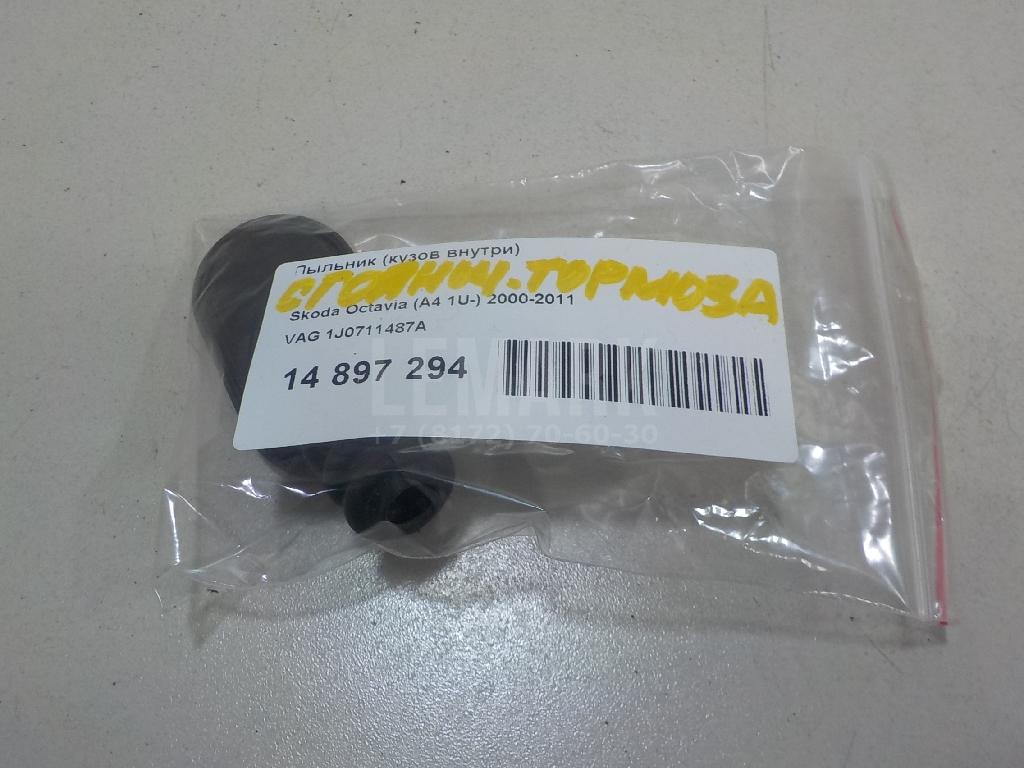 Пыльник (кузов внутри)
СТОЯНОЧ. ТОРМОЗА
Skoda Octavia (A4 1U-) 2000-2011
VAG 1J0711487A
14 897 294
LEMARK
+7 (8172) 70-60-30